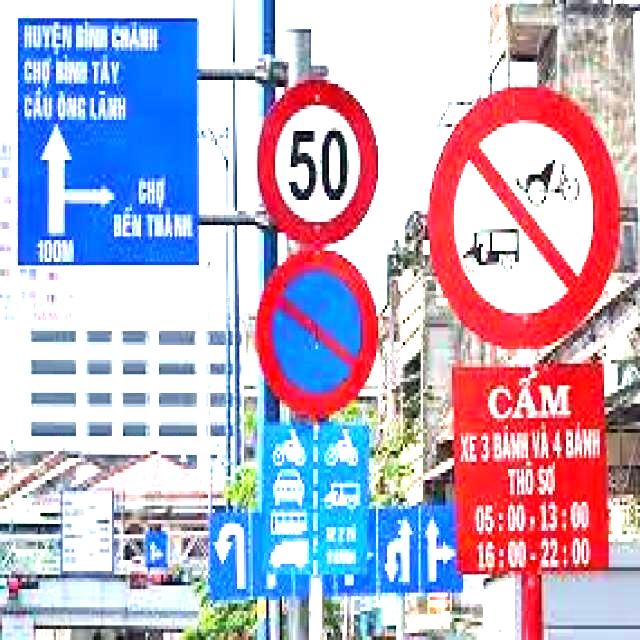 HUYỆN BÌNH CHÁNH
CHỢ BÌNH TÂY
CẦU ÔNG LÃNH
CHỢ
BẾN THÀNH
100M
50
CẤM
XE 3 BÁNH VÀ 4 BÁNH
THÔ SƠ
05:00-13:00
16:00-22:00